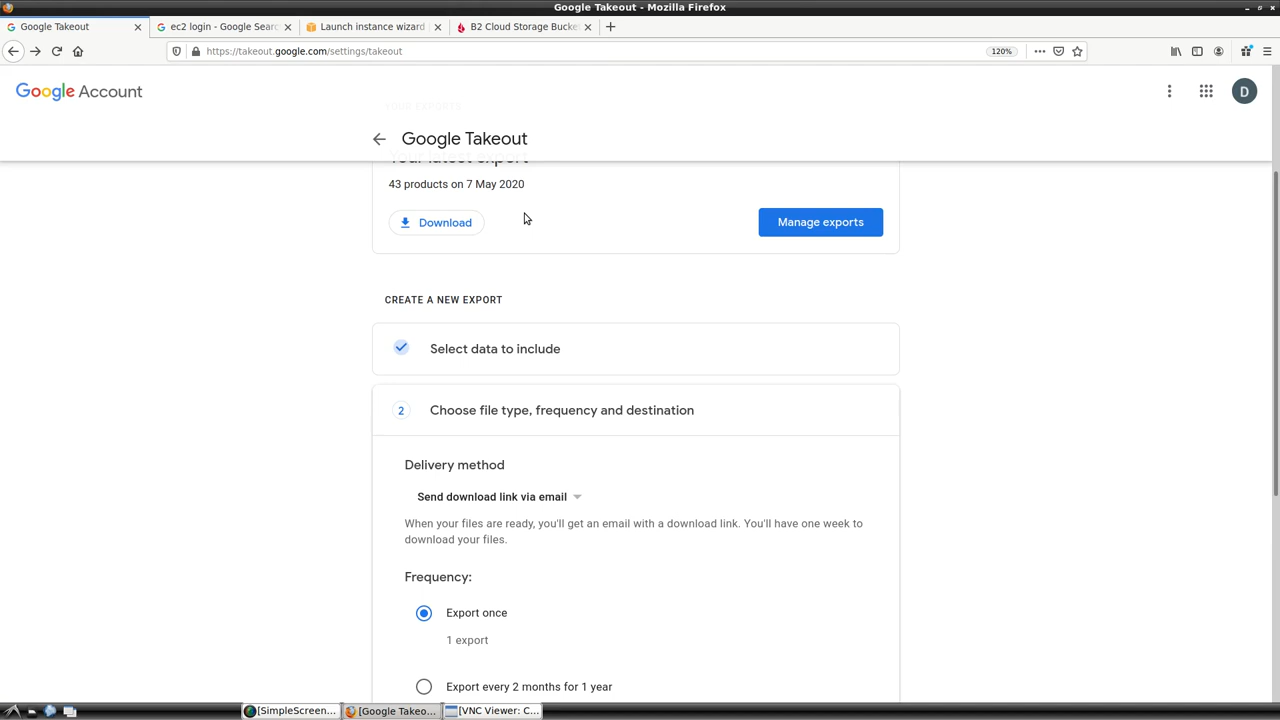 Google Takeout - Mozilla Firefox
Google Takeout
ec2 login - Google Searc
Launch instance wizard
B2 Cloud Storage Bucke
https://takeout.google.com/settings/takeout
120%
Google Account
D
YOUR EXPORTS
Google Takeout
Your latest export
43 products on 7 May 2020
Download
Manage exports
CREATE A NEW EXPORT
Select data to include
2 Choose file type, frequency and destination
Delivery method
Send download link via email
When your files are ready, you'll get an email with a download link. You'll have one week to
download your files.
Frequency:
Export once
1 export
Export every 2 months for 1 year
[SimpleScreen...
[Google Takeo...
[VNC Viewer: C...